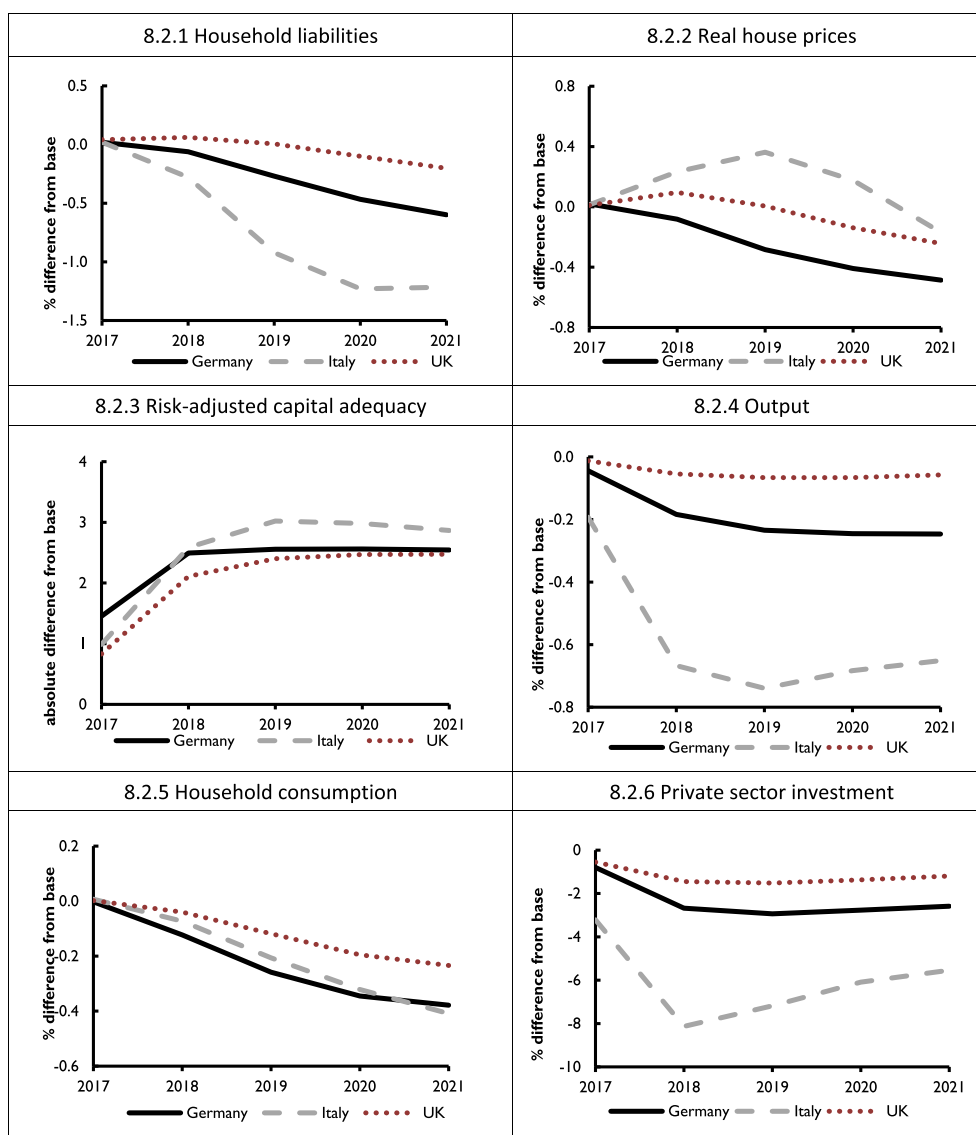 8.2.1 Household liabilities
% difference from base
0.5
0.0
-0.5
-1.0
-1.5
2017 2018 2019 2020 2021
Germany Italy UK
8.2.2 Real house prices
% difference from base
0.8
0.4
0.0
-0.4
-0.8
2017 2018 2019 2020 2021
Germany Italy UK
8.2.3 Risk-adjusted capital adequacy
absolute difference from base
4
3
2
1
0
2017 2018 2019 2020 2021
Germany Italy UK
8.2.4 Output
% difference from base
0.0
-0.2
-0.4
-0.6
-0.8
2017 2018 2019 2020 2021
Germany Italy UK
8.2.5 Household consumption
% difference from base
0.2
0.0
-0.2
-0.4
-0.6
2017 2018 2019 2020 2021
Germany Italy UK
8.2.6 Private sector investment
% difference from base
0
-2
-4
-6
-8
-10
2017 2018 2019 2020 2021
Germany Italy UK